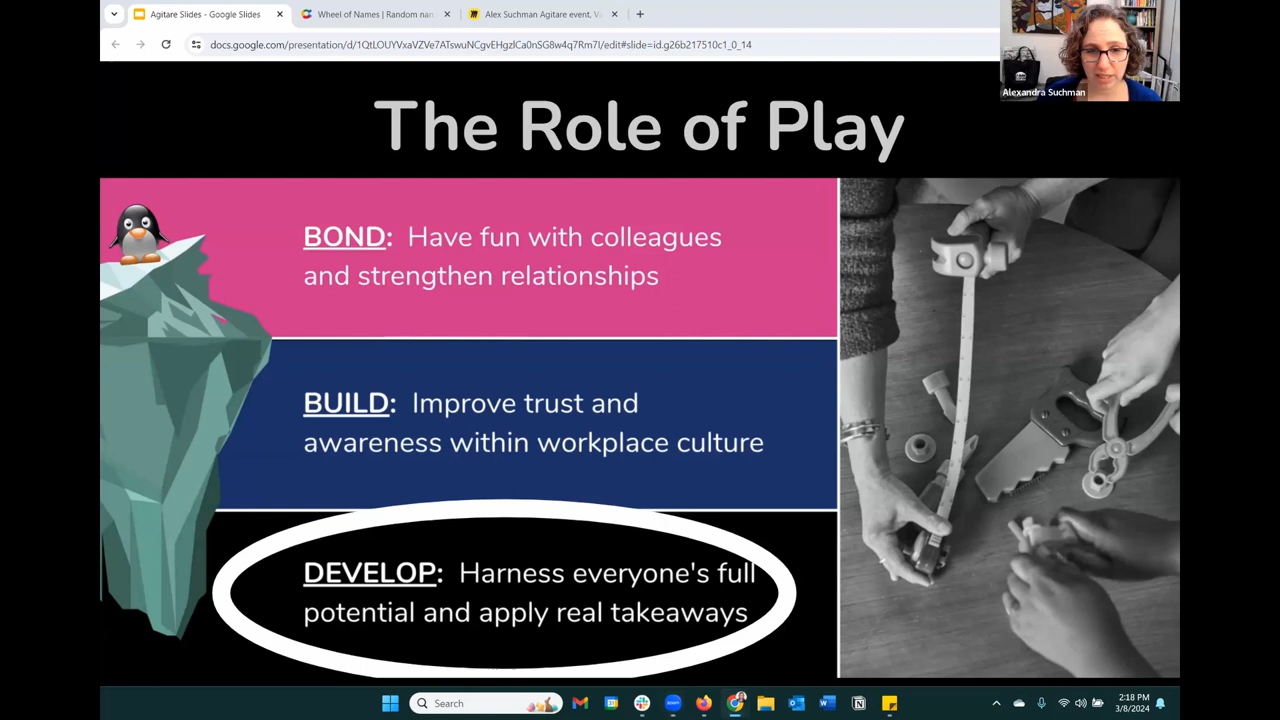 Agitare Slides - Google Slides
Wheel of Names | Random nam
Alex Suchman Agitare event, V
docs.google.com/presentation/d/1QtLOUYVxaVZVe7ATswuNCgvEHgzlCa0nSG8w4q7Rm7I/edit#slide=id.g26b217510c1_0_14
Alexandra Suchman
The Role of Play
BOND: Have fun with colleagues
and strengthen relationships
BUILD: Improve trust and
awareness within workplace culture
DEVELOP: Harness everyone's full
potential and apply real takeaways
Search
2:18 PM
3/8/2024